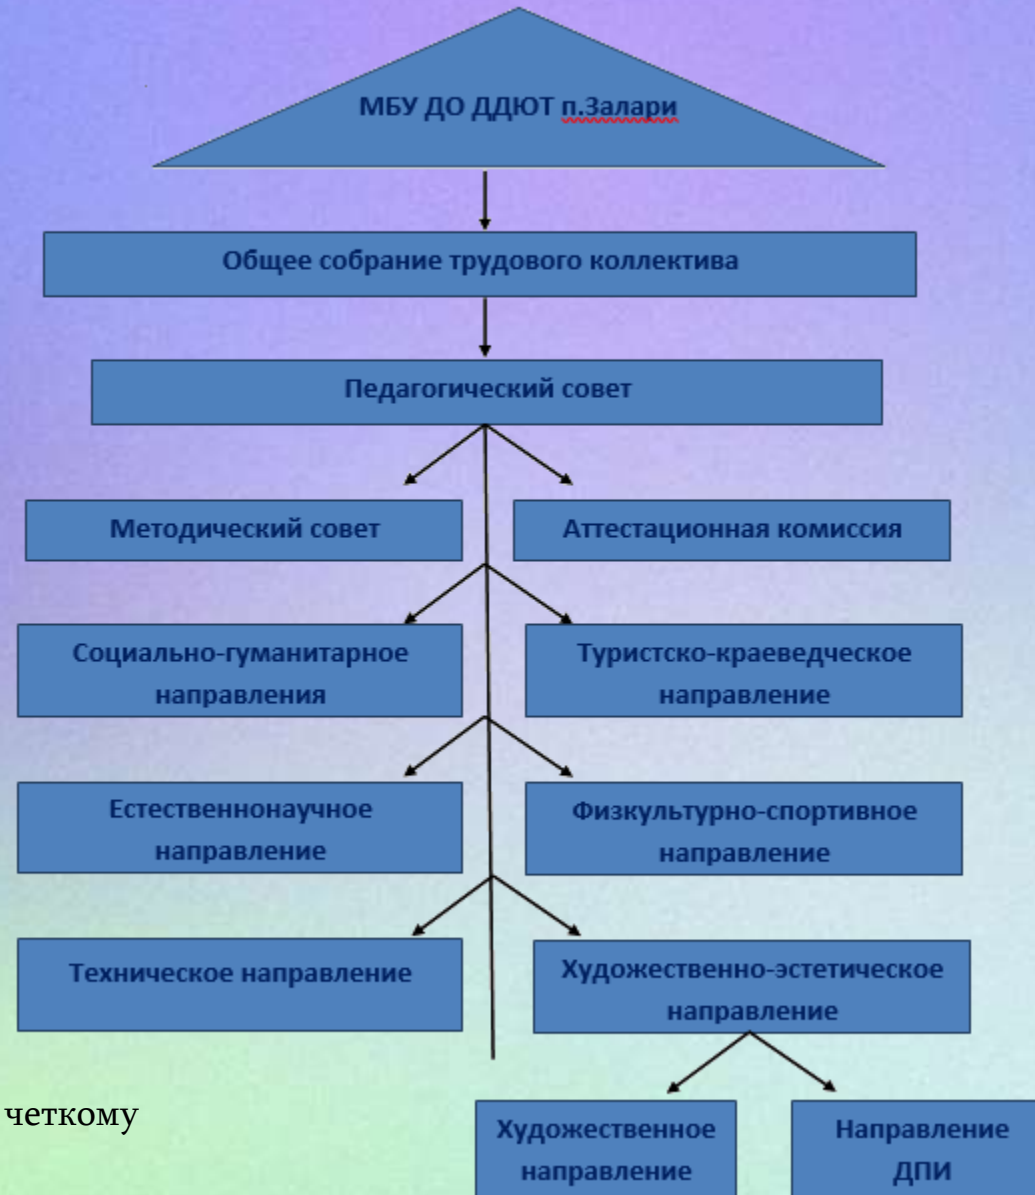 МБУ ДО ДДЮТ п.Залари
Общее собрание трудового коллектива
Педагогический совет
Методический совет
Аттестационная комиссия
Социально-гуманитарное
направления
Туристско-краеведческое
направление
Естественнонаучное
направление
Физкультурно-спортивное
направление
Техническое направление
Художественно-эстетическое
направление
четкому
Художественное
направление
Направление
ДПИ